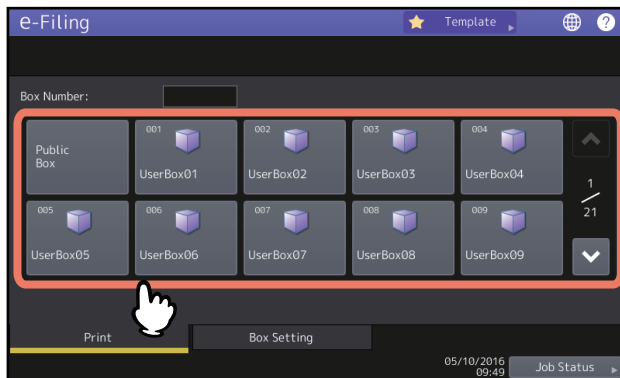 e-Filing
Template
?
Box Number:
Public
Box
001
UserBox01
002
UserBox02
003
UserBox03
004
UserBox04
1
21
005
UserBox05
006
UserBox06
007
UserBox07
008
UserBox08
009
UserBox09
Print
Box Setting
05/10/2016
09:49
Job Status